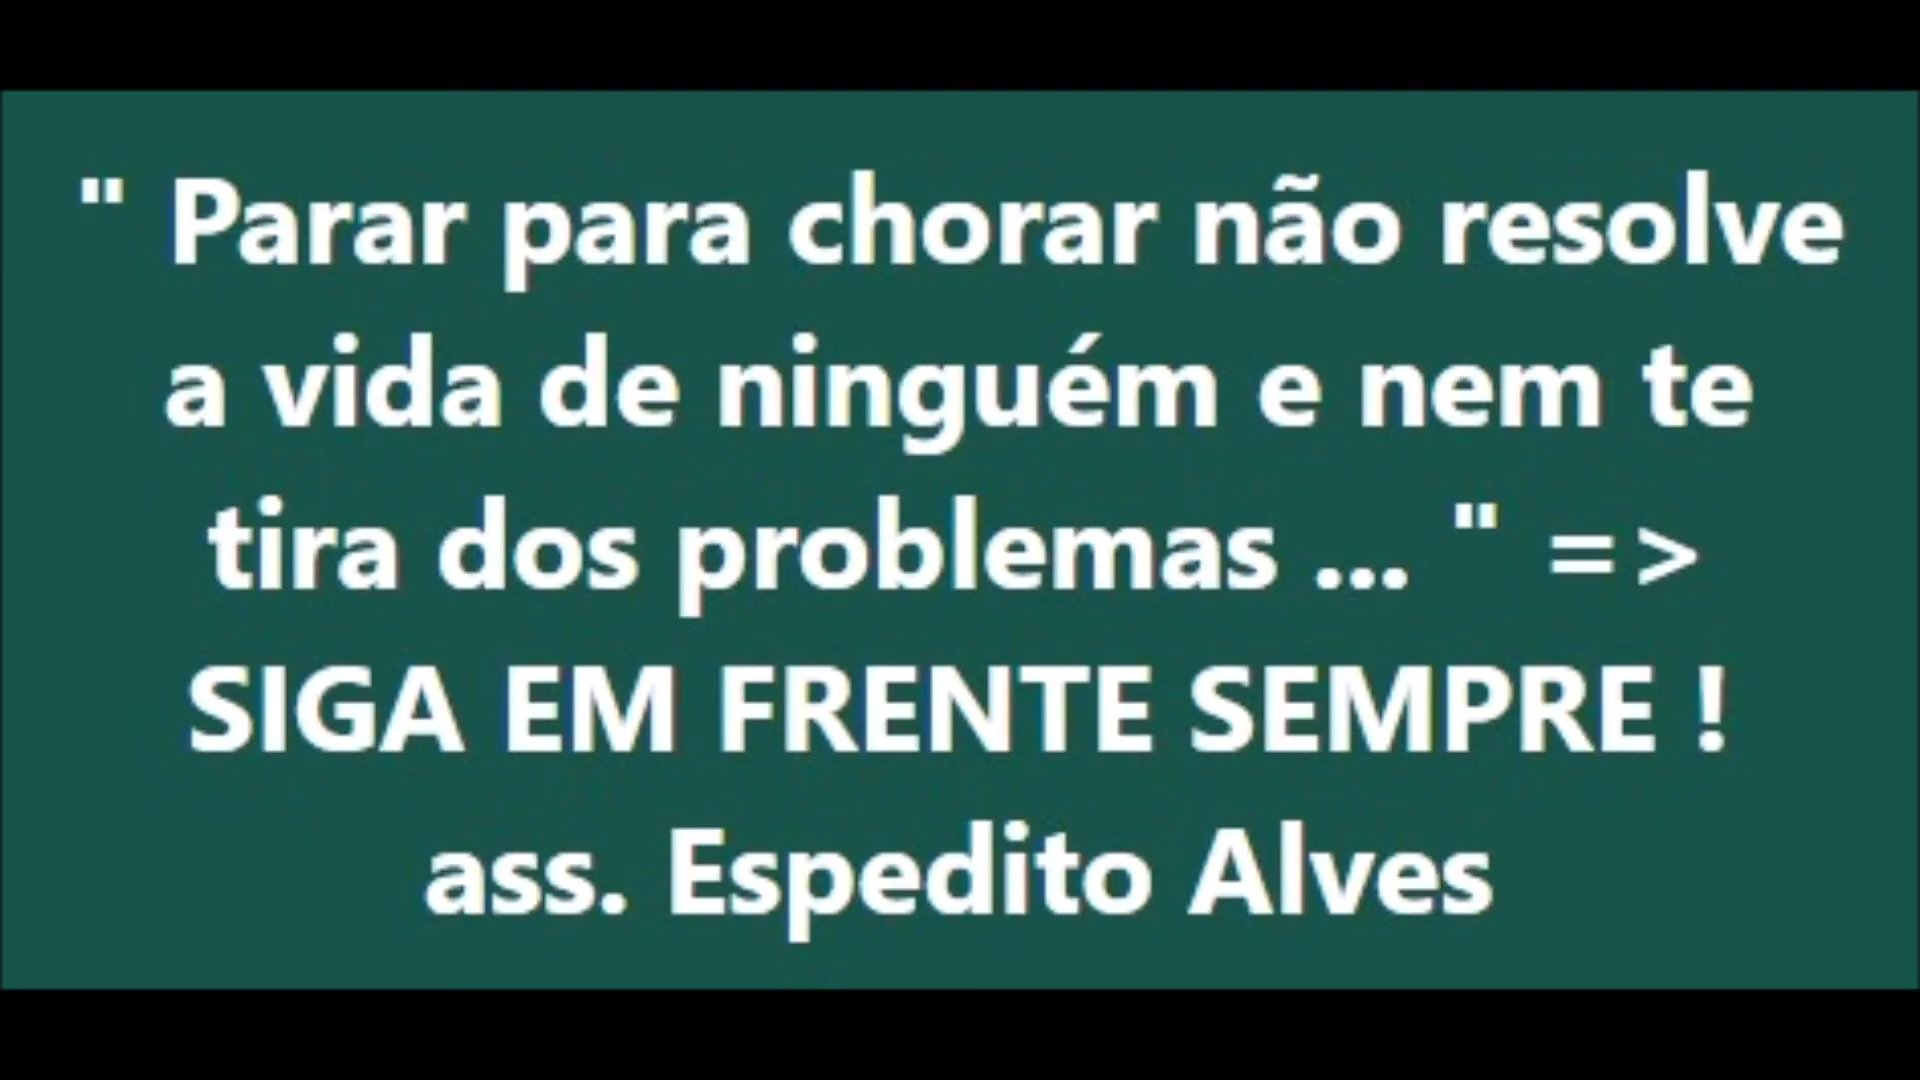 " Parar para chorar não resolve
a vida de ninguém e nem te
tira dos problemas ... " =>
SIGA EM FRENTE SEMPRE !
ass. Espedito Alves